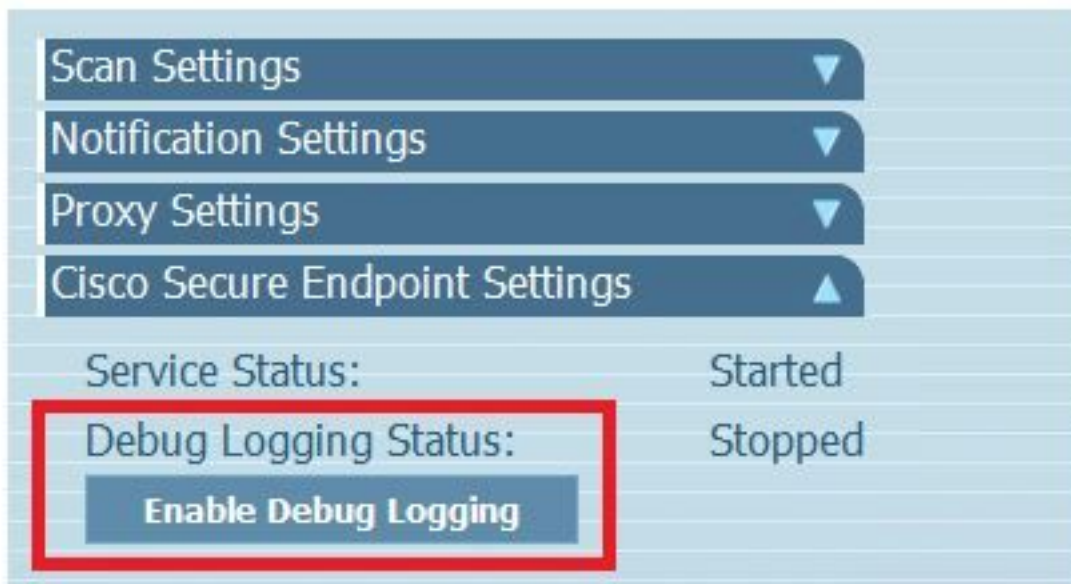 Scan Settings
Notification Settings
Proxy Settings
Cisco Secure Endpoint Settings
Service Status: Started
Debug Logging Status: Stopped
Enable Debug Logging